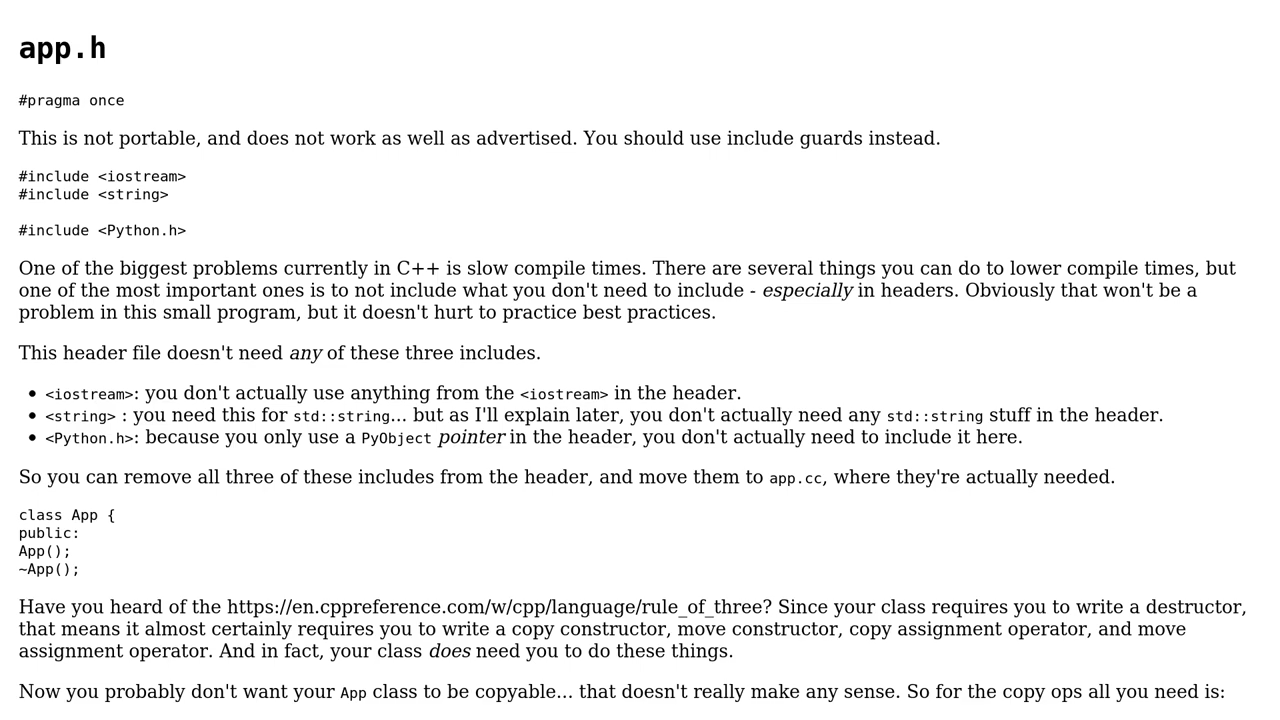 app.h
#pragma once
This is not portable, and does not work as well as advertised. You should use include guards instead.
#include <iostream>
#include <string>
#include <Python.h>
One of the biggest problems currently in C++ is slow compile times. There are several things you can do to lower compile times, but
one of the most important ones is to not include what you don't need to include - especially in headers. Obviously that won't be a
problem in this small program, but it doesn't hurt to practice best practices.
This header file doesn't need any of these three includes.
• <iostream>: you don't actually use anything from the <iostream> in the header.
• <string> : you need this for std::string... but as I'll explain later, you don't actually need any std::string stuff in the header.
• <Python.h>: because you only use a PyObject pointer in the header, you don't actually need to include it here.
So you can remove all three of these includes from the header, and move them to app.cc, where they're actually needed.
class App {
public:
App();
~App();
Have you heard of the https://en.cppreference.com/w/cpp/language/rule_of_three? Since your class requires you to write a destructor,
that means it almost certainly requires you to write a copy constructor, move constructor, copy assignment operator, and move
assignment operator. And in fact, your class does need you to do these things.
Now you probably don't want your App class to be copyable... that doesn't really make any sense. So for the copy ops all you need is: